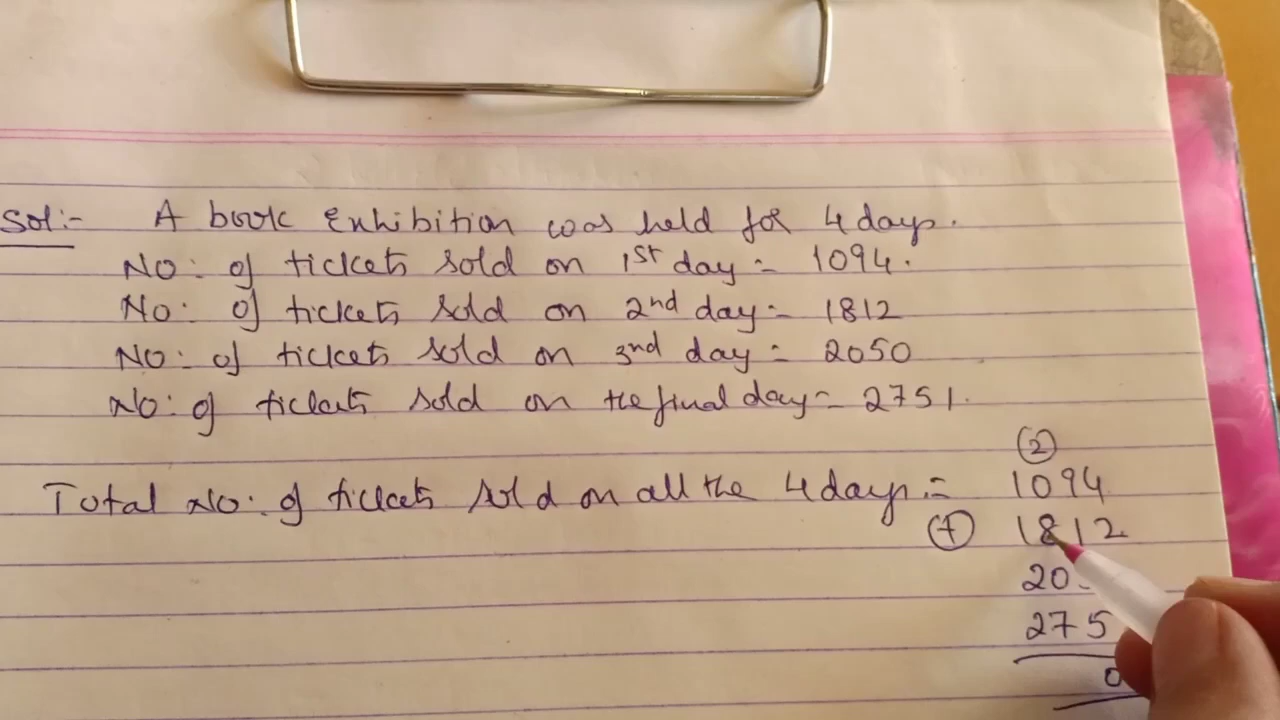 Sol:- A book Exhibition was held for 4 days.
No: of tickets sold on 1st day = 1094.
No: of tickets sold on 2nd day = 1812
No: of tickets sold on 3nd day = 2050
No: of tickets sold on the final day = 2751.
2
Total No: of tickets sold on all the 4 days = 1094
(+) 1812
20
275
0